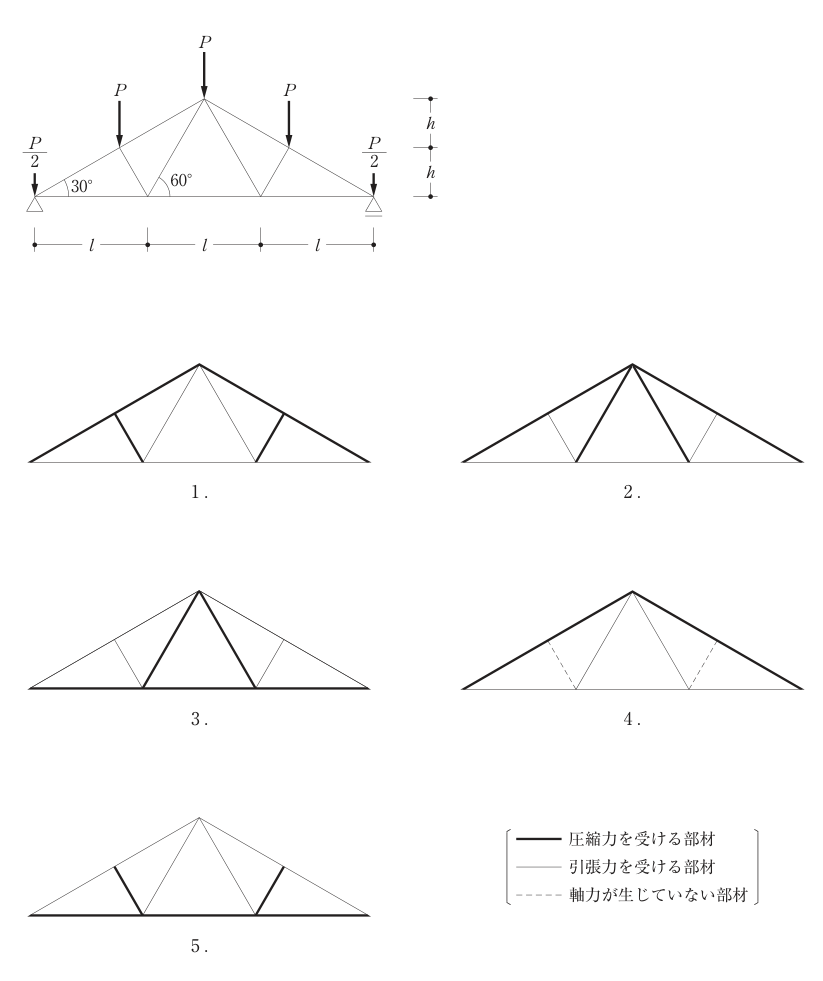 P
P P
P/2 P/2
h
h
30° 60°
l l l
1. 2.
3. 4.
圧縮力を受ける部材
引張力を受ける部材
軸力が生じていない部材
5.